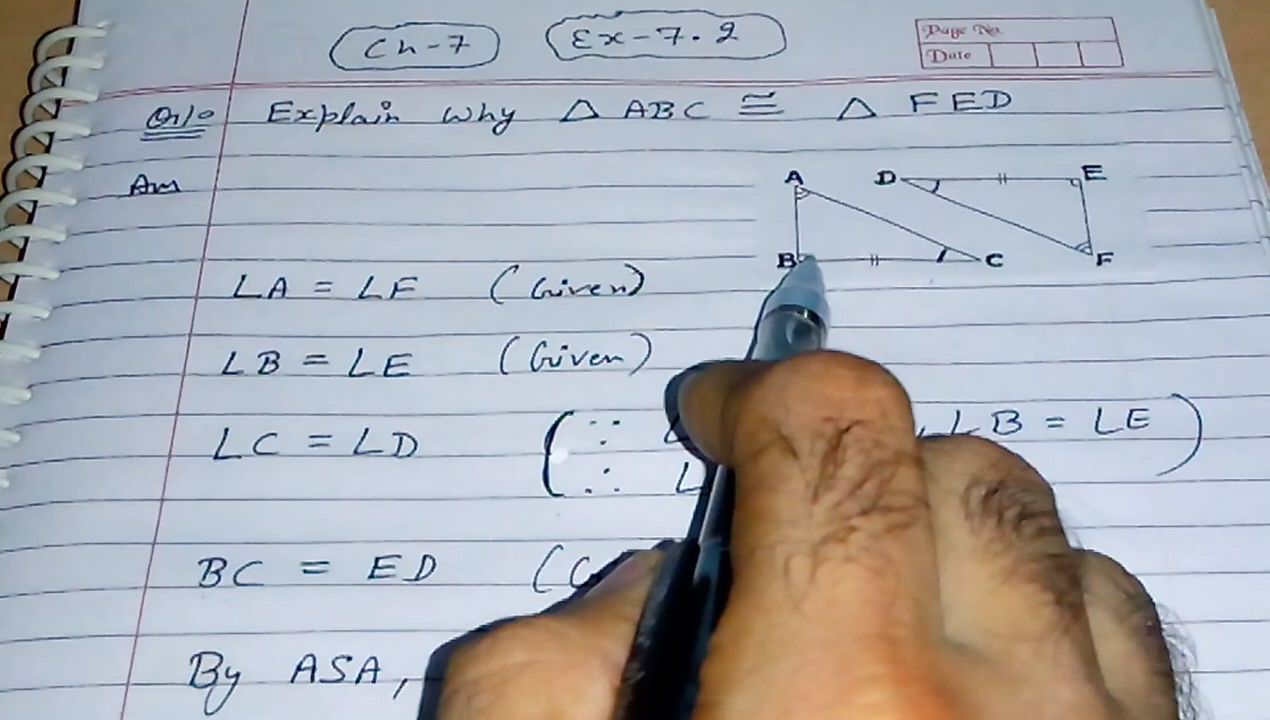 Ch-7 Ex-7.2
Page No.
Date
Q10 Explain why △ ABC ≅ △ FED
Ans
A D E
B C F
∠A = ∠F (Given)
∠B = ∠E (Given)
∠C = ∠D (∵ ∠ , ∠B = ∠E)
∴ ∠
BC = ED (
By ASA,